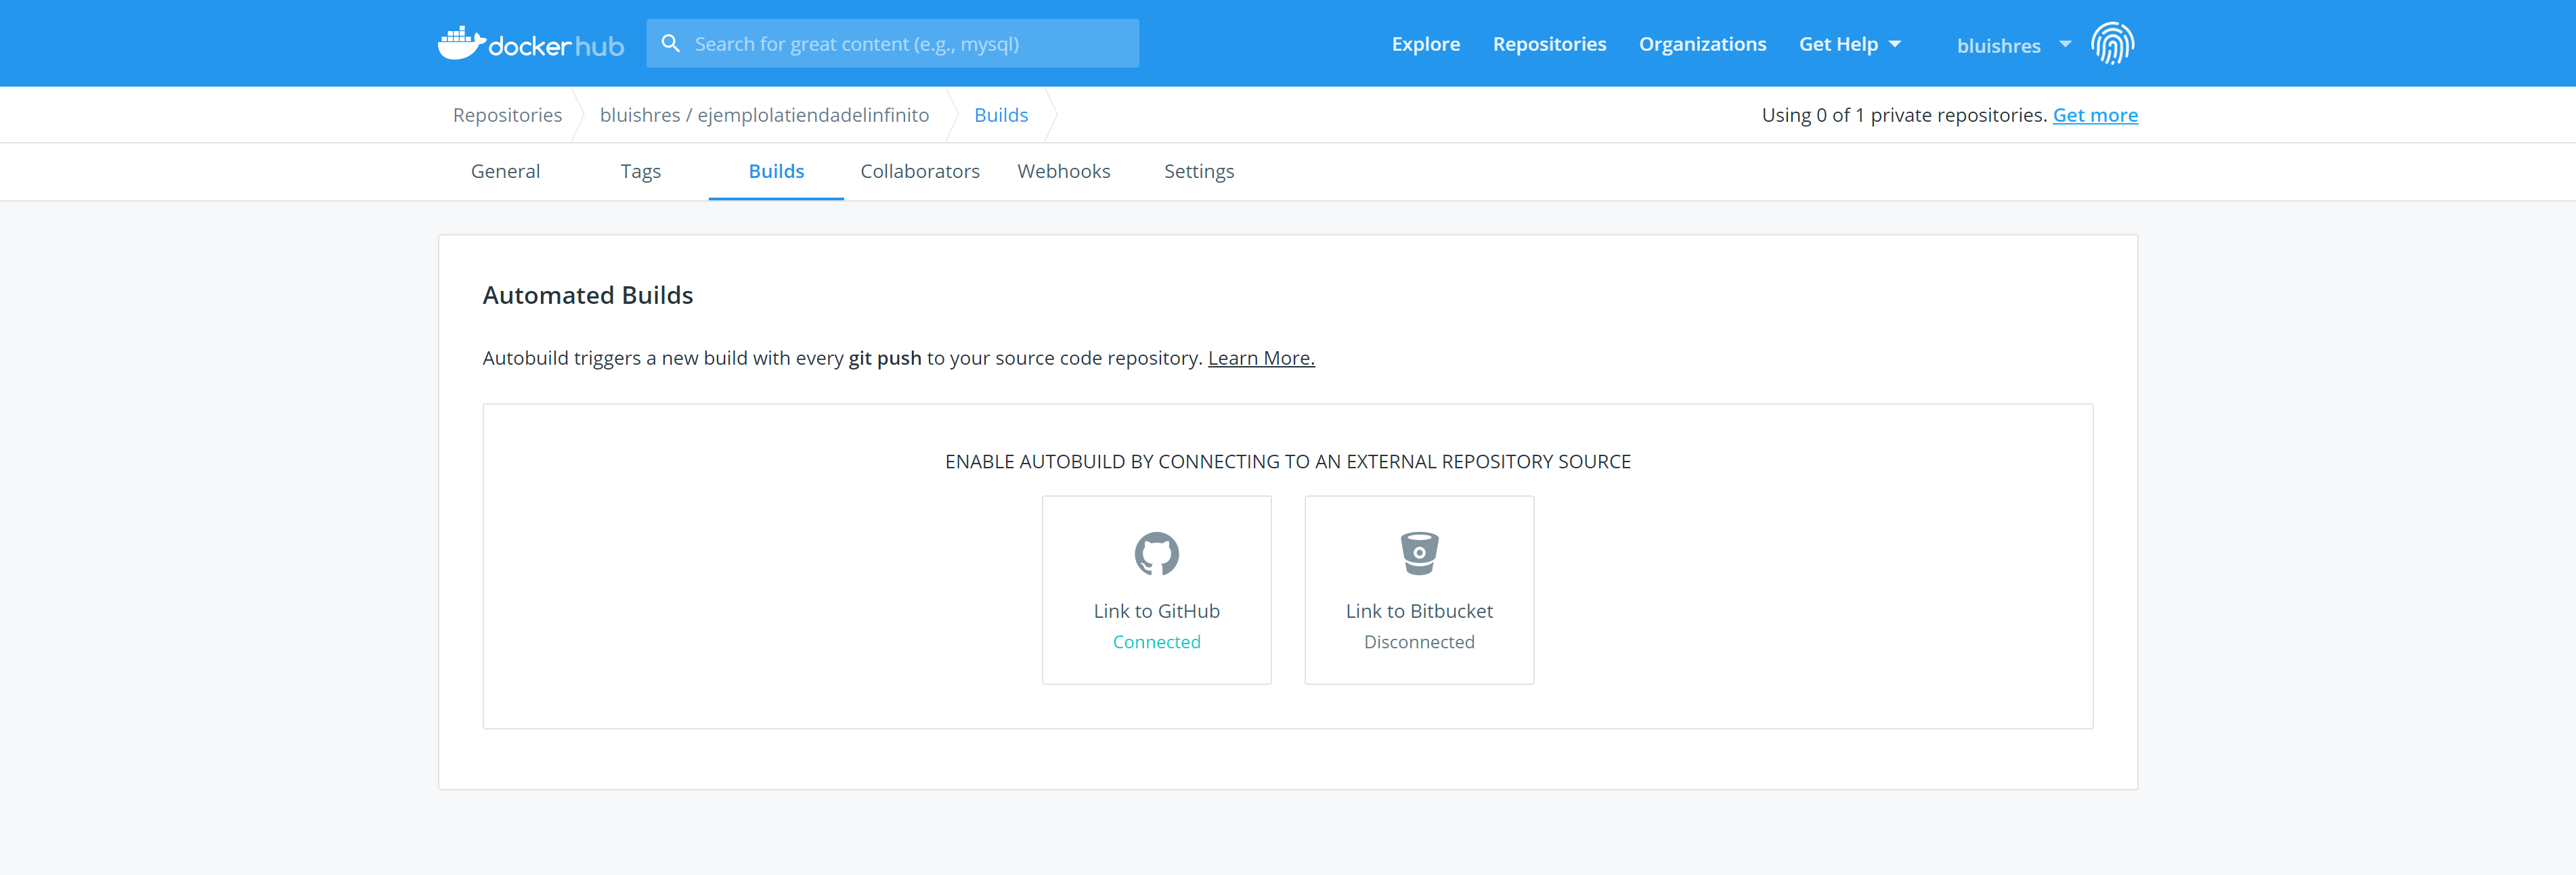 docker hub
Search for great content (e.g., mysql)
Explore
Repositories
Organizations
Get Help
bluishres
Repositories
bluishres / ejemplolatiendadelinfinito
Builds
Using 0 of 1 private repositories. Get more
General
Tags
Builds
Collaborators
Webhooks
Settings
Automated Builds
Autobuild triggers a new build with every git push to your source code repository. Learn More.
ENABLE AUTOBUILD BY CONNECTING TO AN EXTERNAL REPOSITORY SOURCE
Link to GitHub
Connected
Link to Bitbucket
Disconnected